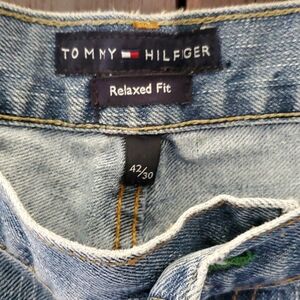 TOMMY HILFIGER
Relaxed Fit
42/30